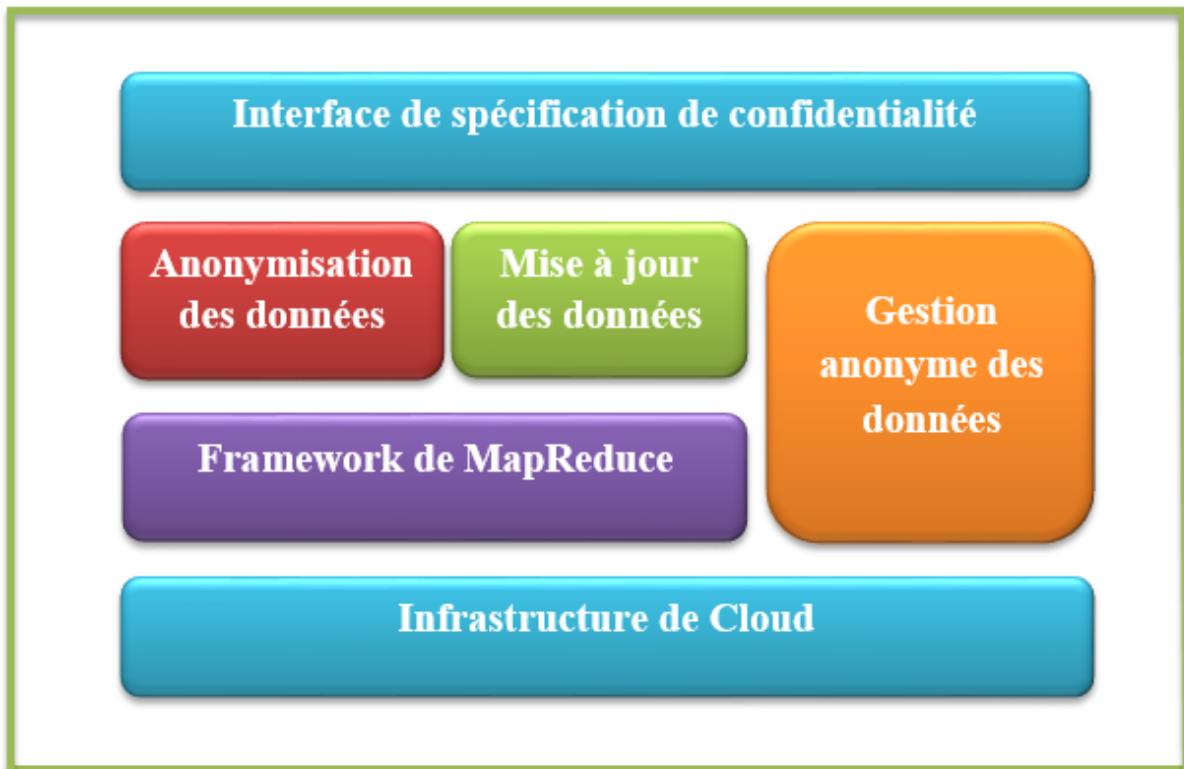 Interface de spécification de confidentialité
Anonymisation
des données
Mise à jour
des données
Gestion
anonyme des
données
Framework de MapReduce
Infrastructure de Cloud